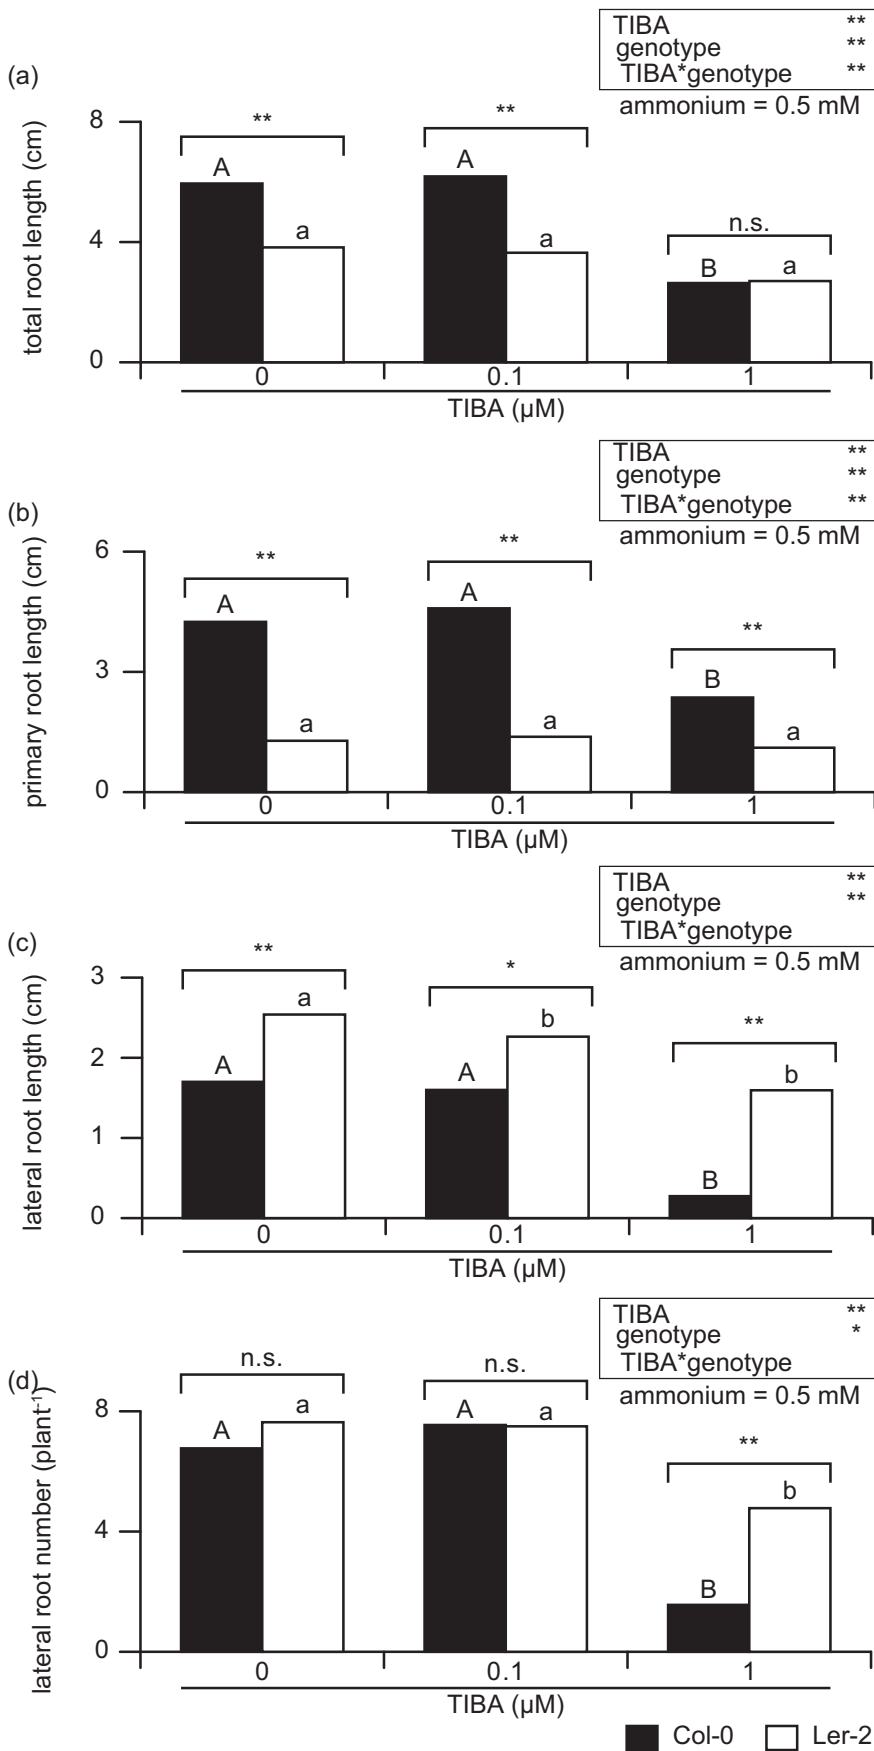 TIBA **
genotype **
TIBA*genotype **
ammonium = 0.5 mM
(a)
total root length (cm)
8
4
0
** ** n.s.
A a A a B a
0 0.1 1
TIBA (µM)
TIBA **
genotype **
TIBA*genotype **
ammonium = 0.5 mM
(b)
primary root length (cm)
6
3
0
** ** **
A a A a B a
0 0.1 1
TIBA (µM)
TIBA **
genotype **
TIBA*genotype
ammonium = 0.5 mM
(c)
lateral root length (cm)
3
2
1
0
** * **
A a A b B b
0 0.1 1
TIBA (µM)
TIBA **
genotype *
TIBA*genotype
ammonium = 0.5 mM
(d)
lateral root number (plant⁻¹)
8
4
0
n.s. n.s. **
A a A a B b
0 0.1 1
TIBA (µM)
Col-0 Ler-2